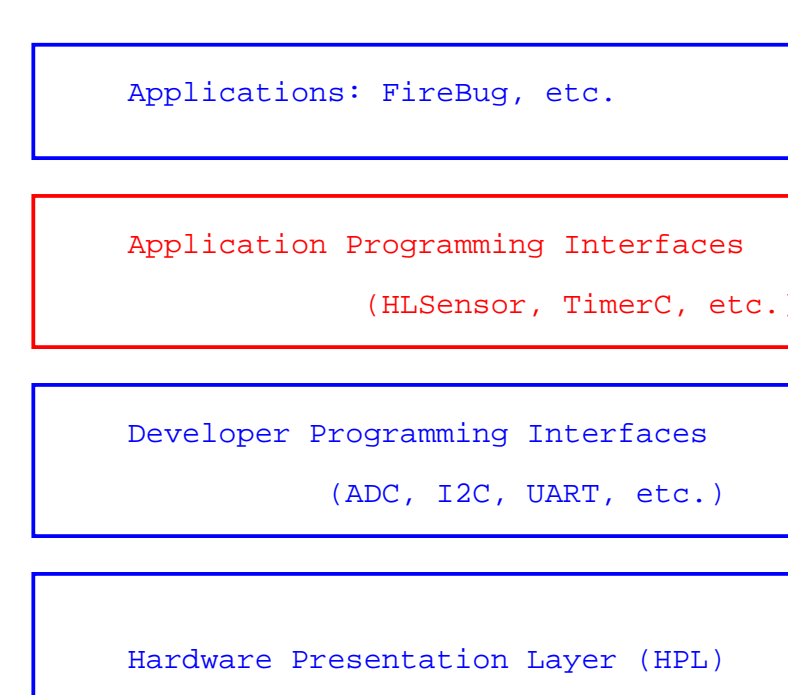 Applications: FireBug, etc.
Application Programming Interfaces
(HLSensor, TimerC, etc.)
Developer Programming Interfaces
(ADC, I2C, UART, etc.)
Hardware Presentation Layer (HPL)